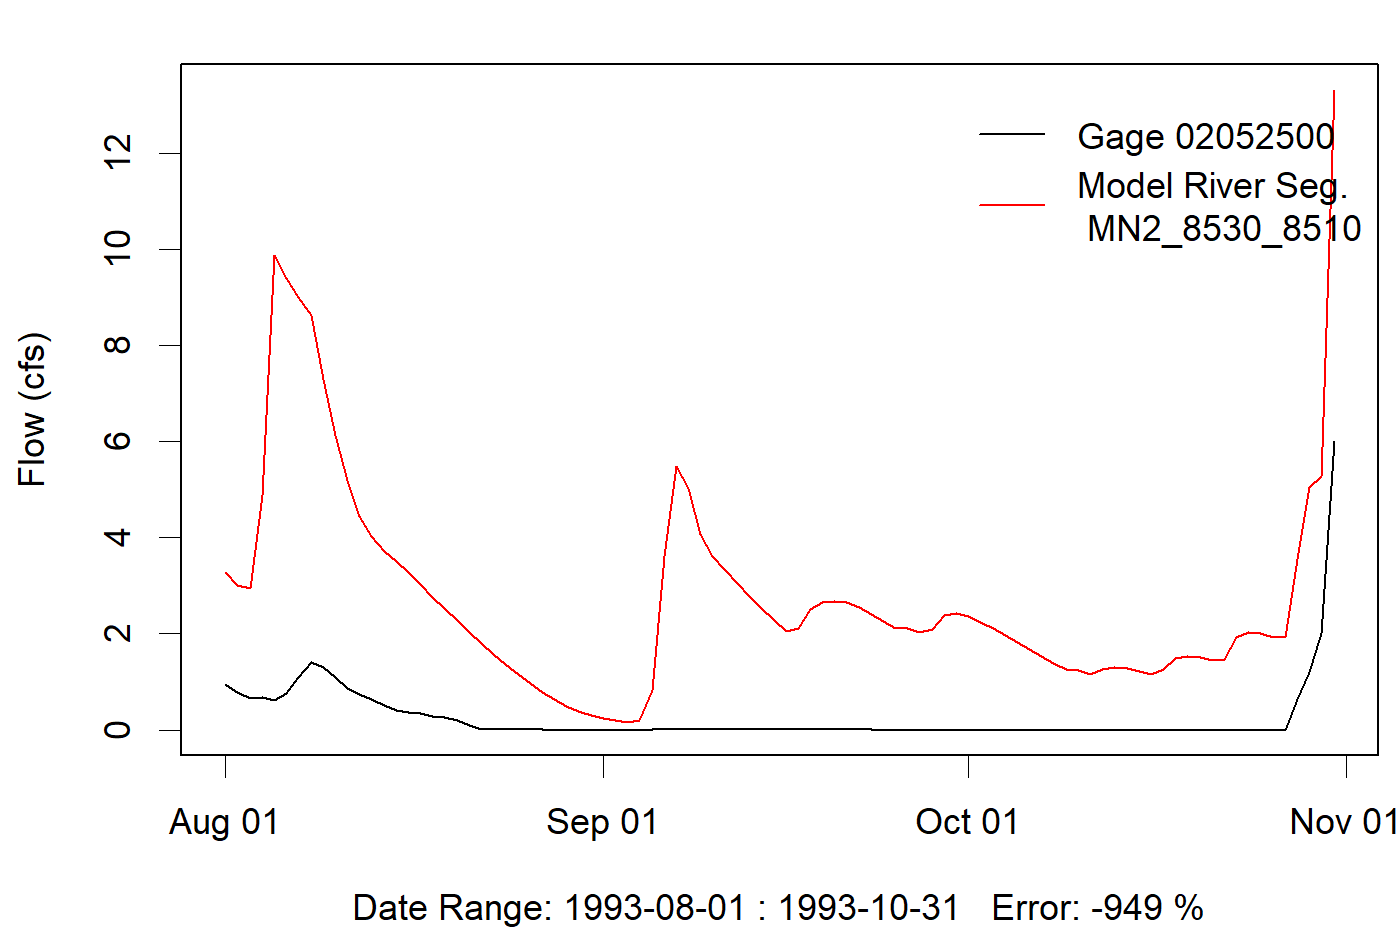 Gage 02052500
Model River Seg.
MN2_8530_8510
Flow (cfs)
12
10
8
6
4
2
0
Aug 01 Sep 01 Oct 01 Nov 01
Date Range: 1993-08-01 : 1993-10-31 Error: -949 %